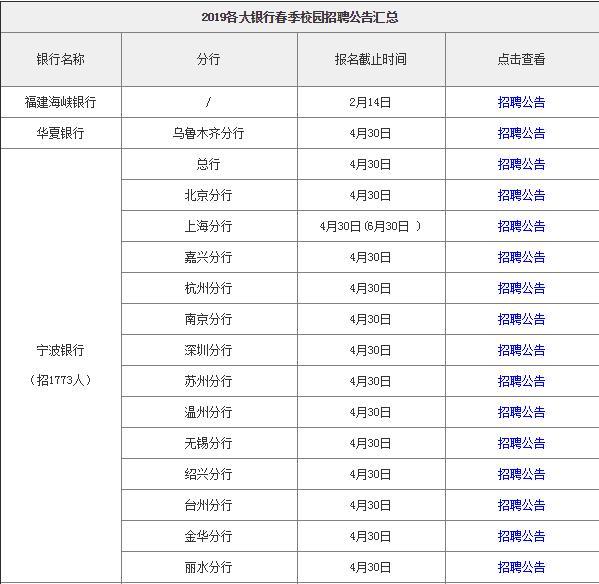 2019各大银行春季校园招聘公告汇总
银行名称 分行 报名截止时间 点击查看
福建海峡银行 / 2月14日 招聘公告
华夏银行 乌鲁木齐分行 4月30日 招聘公告
总行 4月30日 招聘公告
北京分行 4月30日 招聘公告
上海分行 4月30日(6月30日 ) 招聘公告
嘉兴分行 4月30日 招聘公告
杭州分行 4月30日 招聘公告
南京分行 4月30日 招聘公告
宁波银行 深圳分行 4月30日 招聘公告
(招1773人) 苏州分行 4月30日 招聘公告
温州分行 4月30日 招聘公告
无锡分行 4月30日 招聘公告
绍兴分行 4月30日 招聘公告
台州分行 4月30日 招聘公告
金华分行 4月30日 招聘公告
丽水分行 4月30日 招聘公告